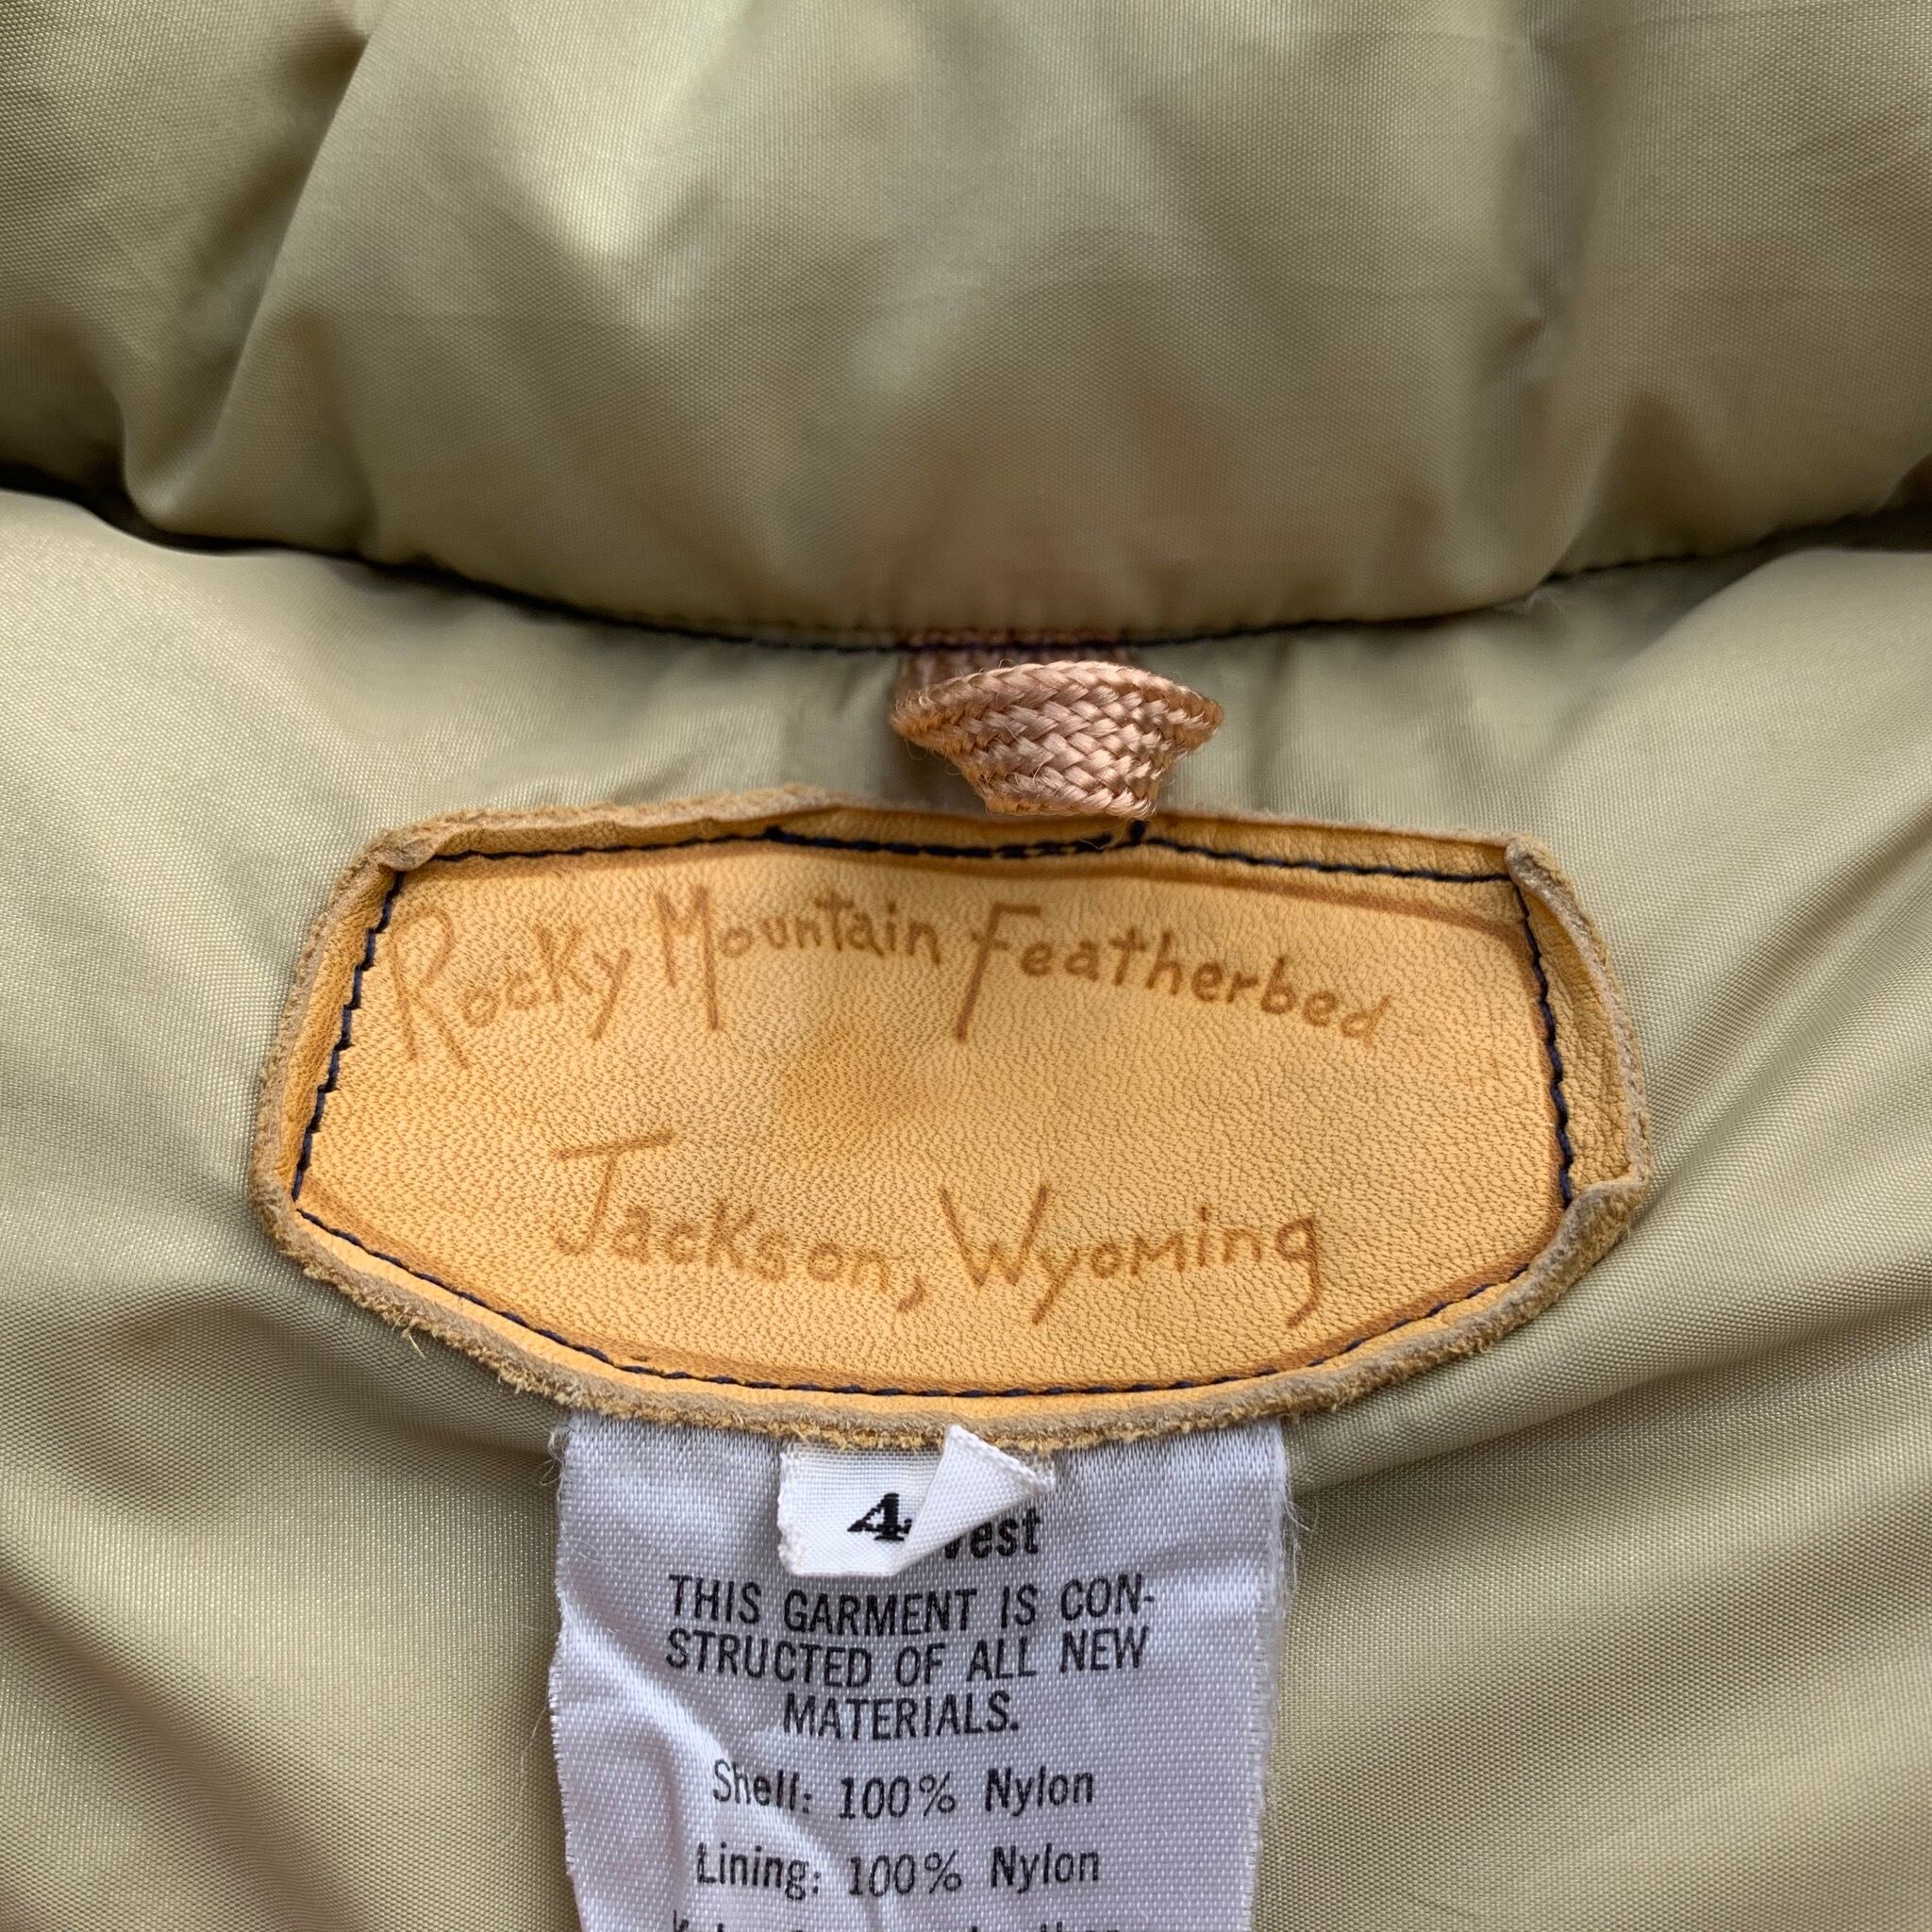 Rocky Mountain Featherbed
Jackson, Wyoming
4
Vest
THIS GARMENT IS CON-
STRUCTED OF ALL NEW
MATERIALS.
Shell: 100% Nylon
Lining: 100% Nylon